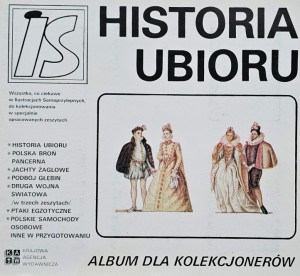 IS
HISTORIA
UBIORU
Wszystko, co ciekawe
w Ilustracjach Samoprzylepnych,
do kolekcjonowania
w specjalnie
opracowanych zeszytach
HISTORIA UBIORU
POLSKA BROŃ
PANCERNA
JACHTY ŻAGLOWE
PODBÓJ GŁĘBIN
DRUGA WOJNA
ŚWIATOWA
/w trzech zeszytach/
PTAKI EGZOTYCZNE
POLSKIE SAMOCHODY
OSOBOWE
INNE W PRZYGOTOWANIU
KAW
KRAJOWA
AGENCJA
WYDAWNICZA
ALBUM DLA KOLEKCJONERÓW